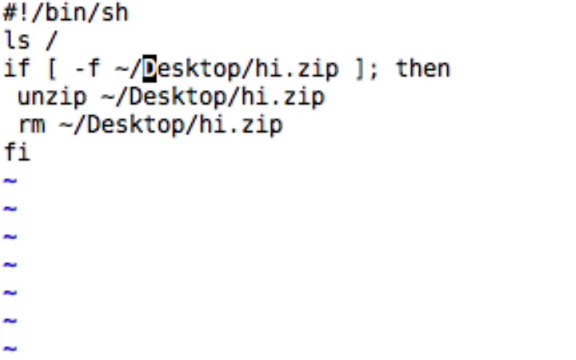 #!/bin/sh
ls /
if [ -f ~/Desktop/hi.zip ]; then
 unzip ~/Desktop/hi.zip
 rm ~/Desktop/hi.zip
fi
~
~
~
~
~
~
~